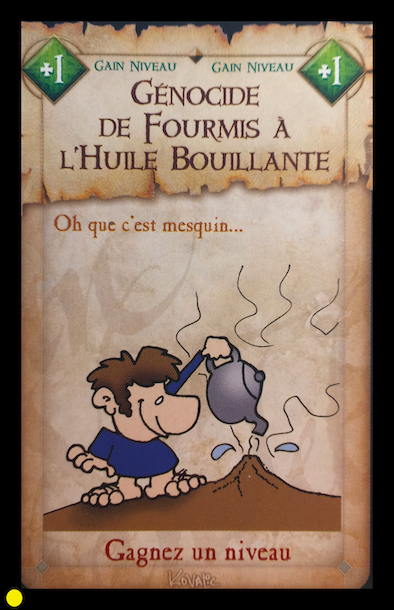 +1 Gain Niveau Gain Niveau +1
Génocide
de Fourmis à
l'Huile Bouillante
Oh que c'est mesquin...
Gagnez un niveau
Kovalic